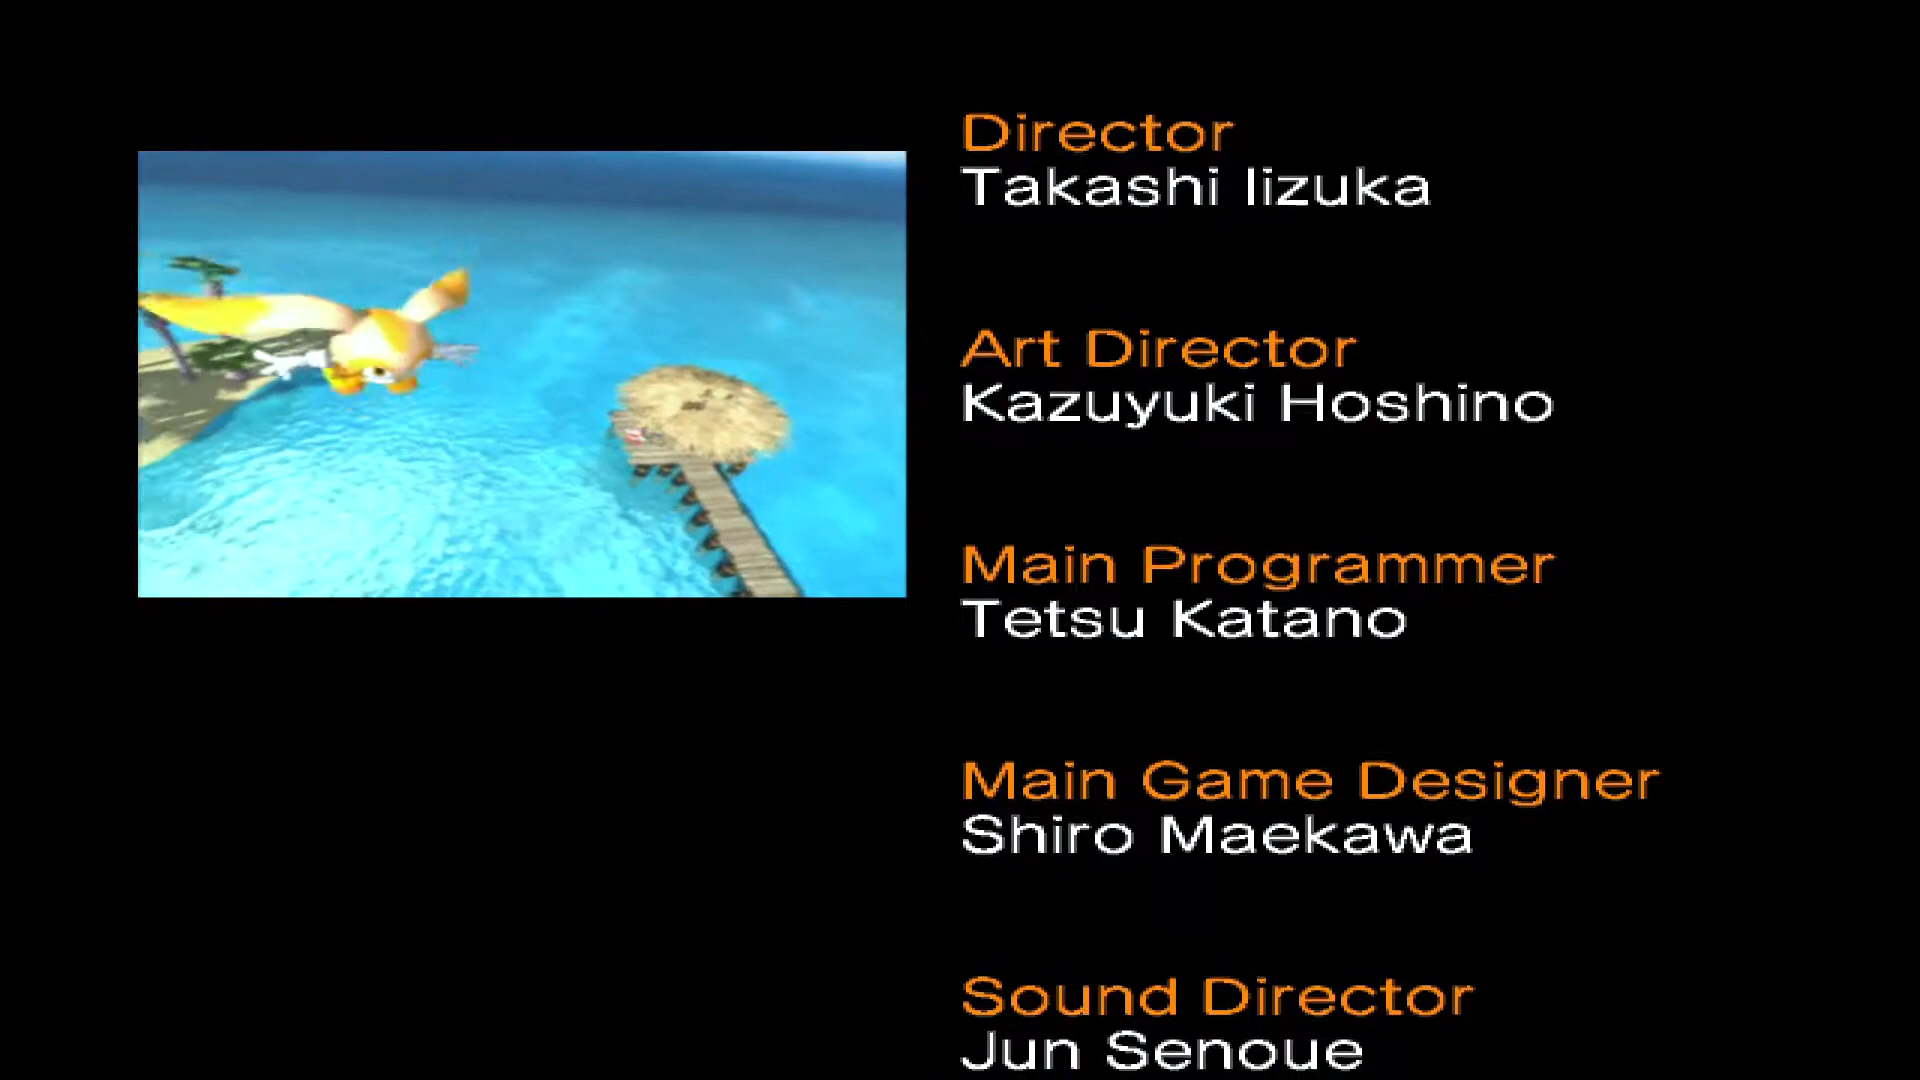 Director
Takashi Iizuka
Art Director
Kazuyuki Hoshino
Main Programmer
Tetsu Katano
Main Game Designer
Shiro Maekawa
Sound Director
Jun Senoue